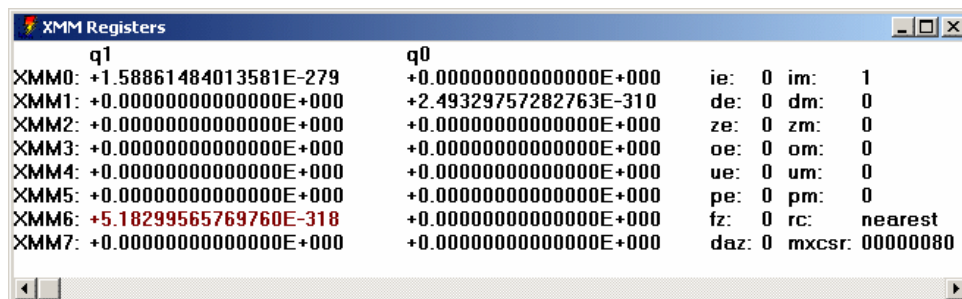 XMM Registers
q1 q0
XMM0: +1.58861484013581E-279 +0.00000000000000E+000 ie: 0 im: 1
XMM1: +0.00000000000000E+000 +2.49329757282763E-310 de: 0 dm: 0
XMM2: +0.00000000000000E+000 +0.00000000000000E+000 ze: 0 zm: 0
XMM3: +0.00000000000000E+000 +0.00000000000000E+000 oe: 0 om: 0
XMM4: +0.00000000000000E+000 +0.00000000000000E+000 ue: 0 um: 0
XMM5: +0.00000000000000E+000 +0.00000000000000E+000 pe: 0 pm: 0
XMM6: +5.18299565769760E-318 +0.00000000000000E+000 fz: 0 rc: nearest
XMM7: +0.00000000000000E+000 +0.00000000000000E+000 daz: 0 mxcsr: 00000080